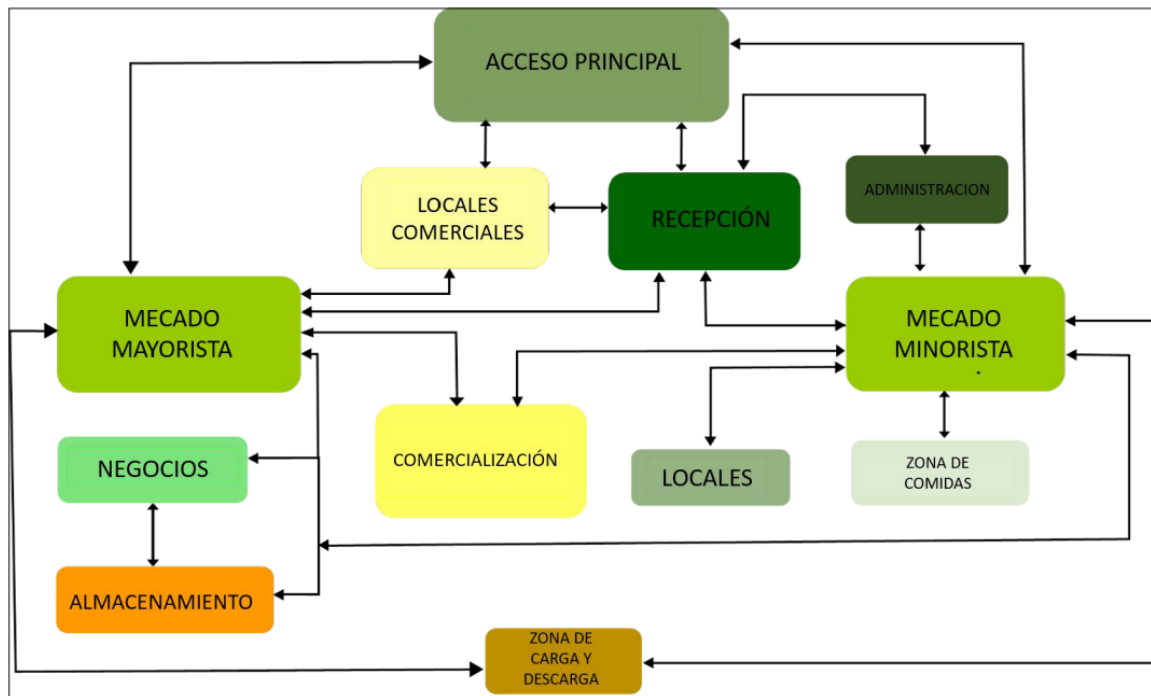 ACCESO PRINCIPAL
LOCALES
COMERCIALES
RECEPCIÓN
ADMINISTRACION
MECADO
MAYORISTA
MECADO
MINORISTA
NEGOCIOS
COMERCIALIZACIÓN
LOCALES
ZONA DE
COMIDAS
ALMACENAMIENTO
ZONA DE
CARGA Y
DESCARGA